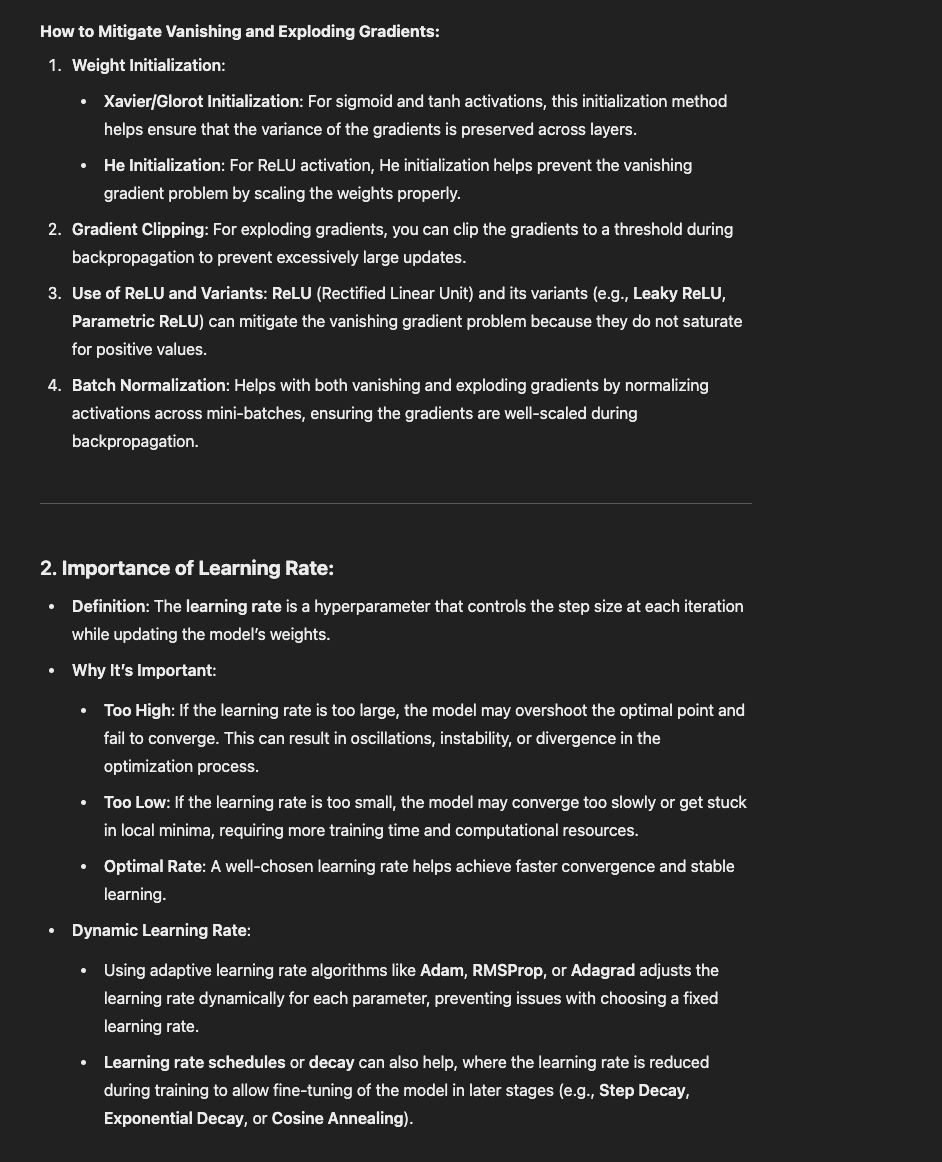 How to Mitigate Vanishing and Exploding Gradients:
1. Weight Initialization:
• Xavier/Glorot Initialization: For sigmoid and tanh activations, this initialization method
helps ensure that the variance of the gradients is preserved across layers.
• He Initialization: For ReLU activation, He initialization helps prevent the vanishing
gradient problem by scaling the weights properly.
2. Gradient Clipping: For exploding gradients, you can clip the gradients to a threshold during
backpropagation to prevent excessively large updates.
3. Use of ReLU and Variants: ReLU (Rectified Linear Unit) and its variants (e.g., Leaky ReLU,
Parametric ReLU) can mitigate the vanishing gradient problem because they do not saturate
for positive values.
4. Batch Normalization: Helps with both vanishing and exploding gradients by normalizing
activations across mini-batches, ensuring the gradients are well-scaled during
backpropagation.
2. Importance of Learning Rate:
• Definition: The learning rate is a hyperparameter that controls the step size at each iteration
while updating the model’s weights.
• Why It’s Important:
• Too High: If the learning rate is too large, the model may overshoot the optimal point and
fail to converge. This can result in oscillations, instability, or divergence in the
optimization process.
• Too Low: If the learning rate is too small, the model may converge too slowly or get stuck
in local minima, requiring more training time and computational resources.
• Optimal Rate: A well-chosen learning rate helps achieve faster convergence and stable
learning.
• Dynamic Learning Rate:
• Using adaptive learning rate algorithms like Adam, RMSProp, or Adagrad adjusts the
learning rate dynamically for each parameter, preventing issues with choosing a fixed
learning rate.
• Learning rate schedules or decay can also help, where the learning rate is reduced
during training to allow fine-tuning of the model in later stages (e.g., Step Decay,
Exponential Decay, or Cosine Annealing).